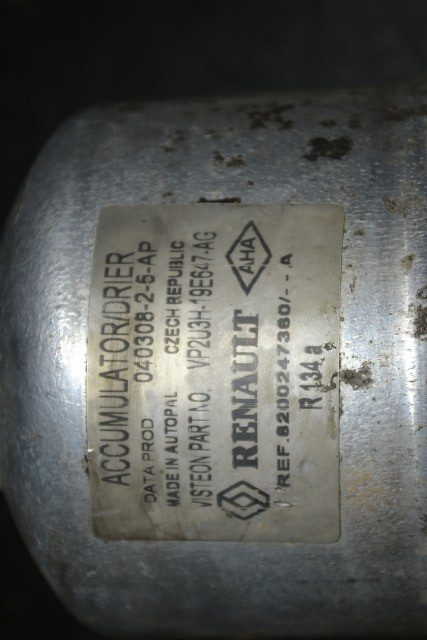 ACCUMULATOR/DRIER
DATA PROD 040308-2-5-AP
MADE IN AUTOPAL CZECH REPUBLIC
VISTEON PART NO. VP2U3H-19E647-AG
RENAULT AHA
REF.8200247360/--.A
R 134 a